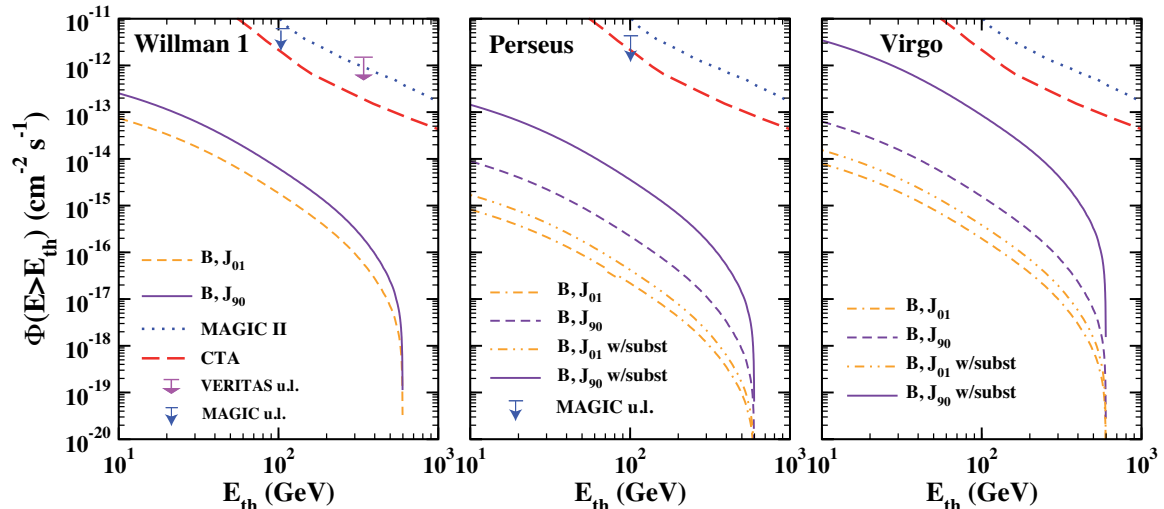 Φ(E>E_th) (cm^-2 s^-1)
10^-11
10^-12
10^-13
10^-14
10^-15
10^-16
10^-17
10^-18
10^-19
10^-20
Willman 1
B, J_01
B, J_90
MAGIC II
CTA
VERITAS u.l.
MAGIC u.l.
10^1
10^2
10^3
E_th (GeV)
Perseus
B, J_01
B, J_90
B, J_01 w/subst
B, J_90 w/subst
MAGIC u.l.
10^1
10^2
10^3
E_th (GeV)
Virgo
B, J_01
B, J_90
B, J_01 w/subst
B, J_90 w/subst
10^1
10^2
10^3
E_th (GeV)